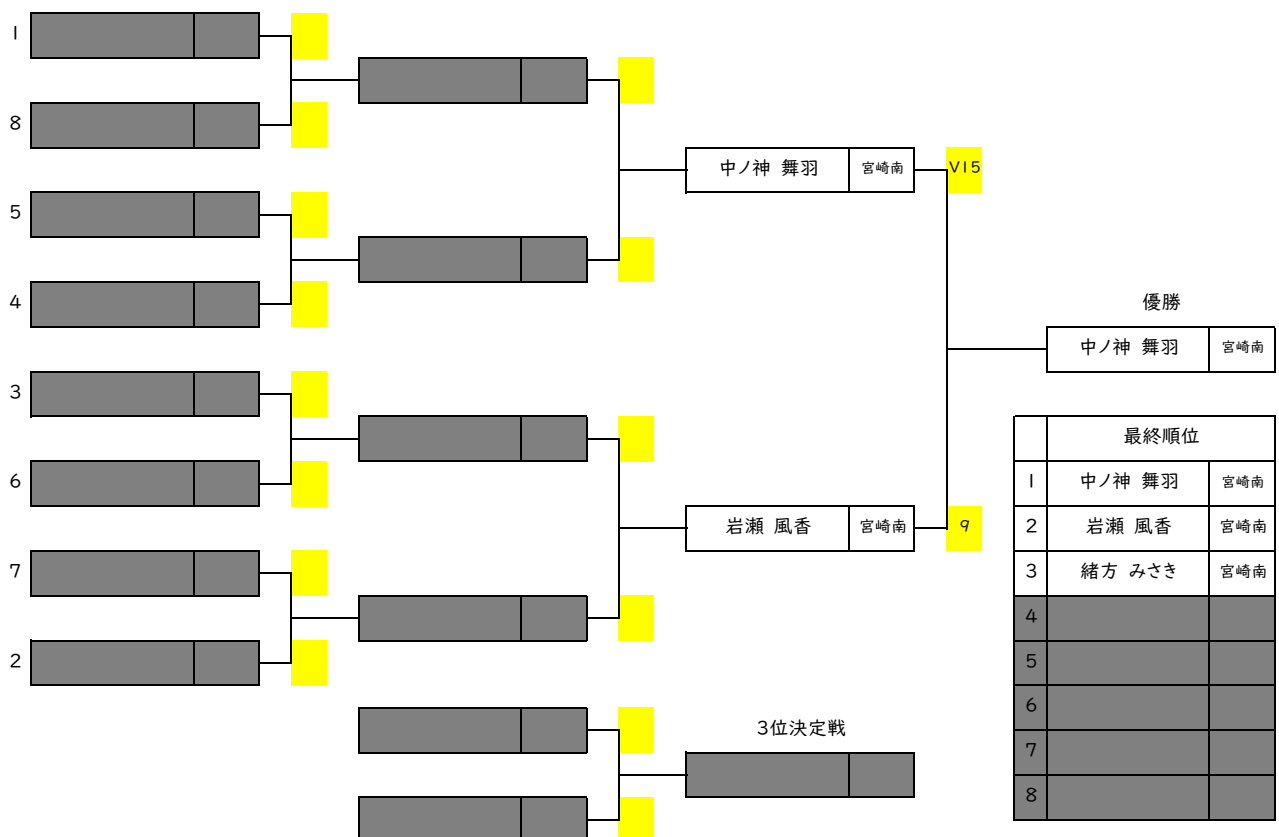 1
8
5
4
3
6
7
2
中ノ神 舞羽 宮崎南 V15
岩瀬 風香 宮崎南 9
3位決定戦
優勝
中ノ神 舞羽 宮崎南
最終順位
1 中ノ神 舞羽 宮崎南
2 岩瀬 風香 宮崎南
3 緒方 みさき 宮崎南
4
5
6
7
8